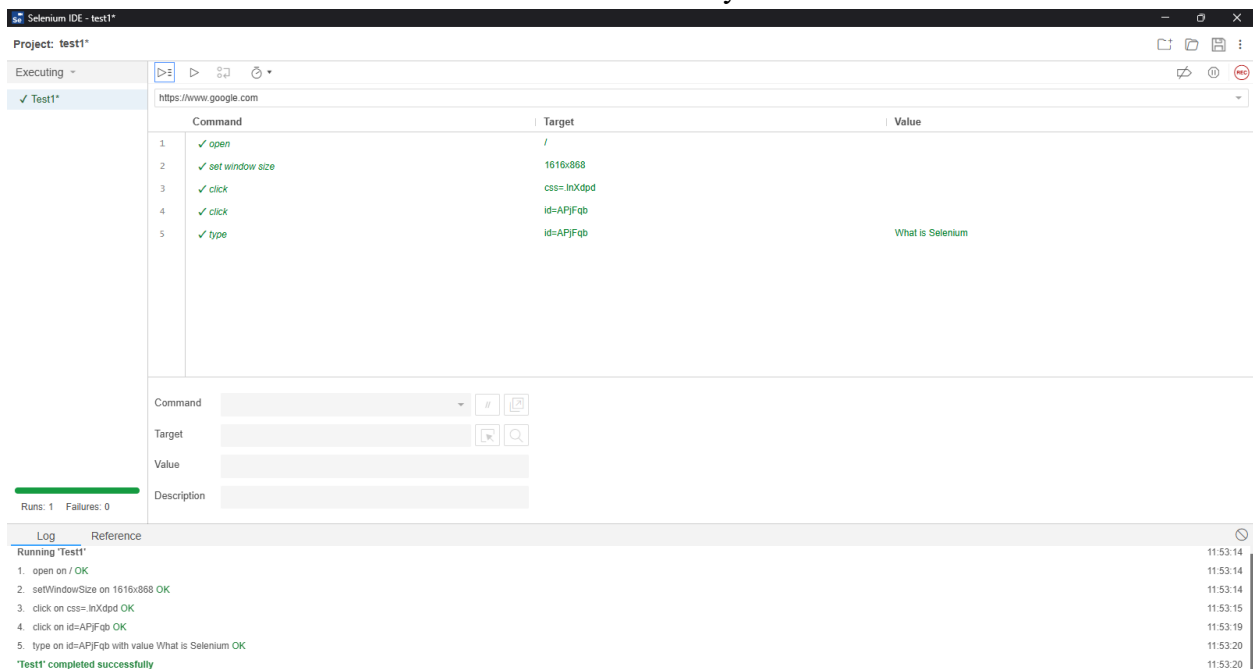 Selenium IDE - test1*
Project: test1*
Executing
REC
✓ Test1*
https://www.google.com
Command Target Value
1 ✓ open /
2 ✓ set window size 1616x868
3 ✓ click css=.lnXdpd
4 ✓ click id=APjFqb
5 ✓ type id=APjFqb What is Selenium
Command
//
Target
Value
Description
Runs: 1 Failures: 0
Log Reference
Running 'Test1' 11:53:14
1. open on / OK 11:53:14
2. setWindowSize on 1616x868 OK 11:53:14
3. click on css=.lnXdpd OK 11:53:15
4. click on id=APjFqb OK 11:53:19
5. type on id=APjFqb with value What is Selenium OK 11:53:20
'Test1' completed successfully 11:53:20